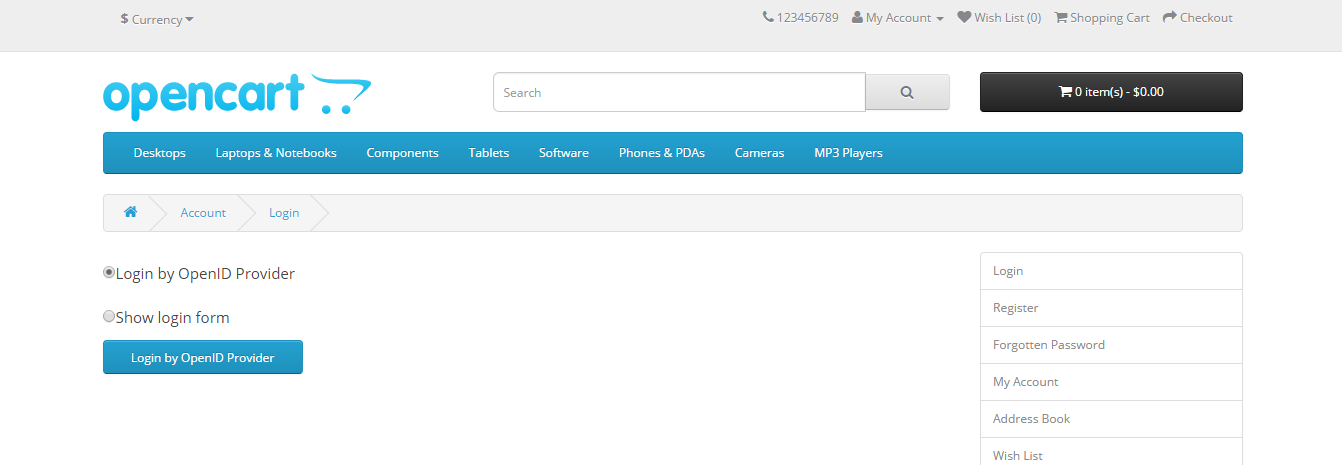 $ Currency
123456789 My Account Wish List (0) Shopping Cart Checkout
opencart
Search
0 item(s) - $0.00
Desktops Laptops & Notebooks Components Tablets Software Phones & PDAs Cameras MP3 Players
Account Login
Login by OpenID Provider
Show login form
Login by OpenID Provider
Login
Register
Forgotten Password
My Account
Address Book
Wish List